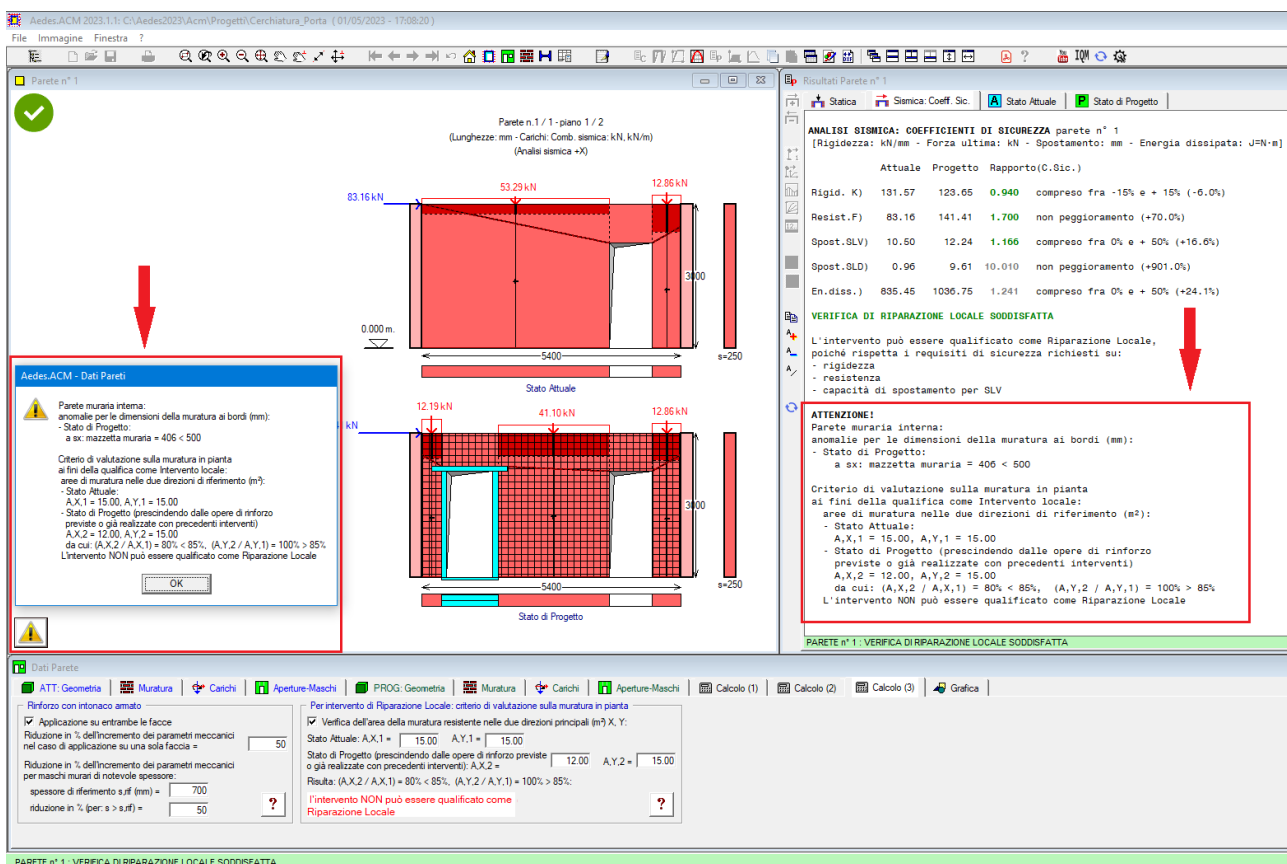 Aedes.ACM 2023.1.1: C:\Aedes2023\Acm\Progetti\Cerchiatura_Porta ( 01/05/2023 - 17:08:20 )
File Immagine Finestra ?
IQM
Parete n° 1
Parete n.1 / 1 - piano 1 / 2
(Lunghezze: mm - Carichi: Comb. sismica: kN, kN/m)
(Analisi sismica +X)
53.29 kN
12.86 kN
83.16 kN
3000
0.000 m.
5400
s=250
Stato Attuale
12.19 kN
41.10 kN
12.86 kN
kN
3000
5400
s=250
Stato di Progetto
Aedes.ACM - Dati Pareti
Parete muraria interna:
anomalie per le dimensioni della muratura ai bordi (mm):
- Stato di Progetto:
a sx: mazzetta muraria = 406 < 500
Criterio di valutazione sulla muratura in pianta
ai fini della qualifica come Intervento locale:
aree di muratura nelle due direzioni di riferimento (m²):
- Stato Attuale:
A,X,1 = 15.00, A,Y,1 = 15.00
- Stato di Progetto (prescindendo dalle opere di rinforzo
previste o già realizzate con precedenti interventi)
A,X,2 = 12.00, A,Y,2 = 15.00
da cui: (A,X,2 / A,X,1) = 80% < 85%, (A,Y,2 / A,Y,1) = 100% > 85%
L'intervento NON può essere qualificato come Riparazione Locale
OK
Risultati Parete n° 1
Statica Sismica: Coeff. Sic. A Stato Attuale P Stato di Progetto
ANALISI SISMICA: COEFFICIENTI DI SICUREZZA parete n° 1
[Rigidezza: kN/mm - Forza ultima: kN - Spostamento: mm - Energia dissipata: J=N·m]
Attuale Progetto Rapporto(C.Sic.)
Rigid. K) 131.57 123.65 0.940 compreso fra -15% e + 15% (-6.0%)
Resist.F) 83.16 141.41 1.700 non peggioramento (+70.0%)
Spost.SLV) 10.50 12.24 1.166 compreso fra 0% e + 50% (+16.6%)
Spost.SLD) 0.96 9.61 10.010 non peggioramento (+901.0%)
En.diss.) 835.45 1036.75 1.241 compreso fra 0% e + 50% (+24.1%)
VERIFICA DI RIPARAZIONE LOCALE SODDISFATTA
L'intervento può essere qualificato come Riparazione Locale,
poiché rispetta i requisiti di sicurezza richiesti su:
- rigidezza
- resistenza
- capacità di spostamento per SLV
ATTENZIONE!
Parete muraria interna:
anomalie per le dimensioni della muratura ai bordi (mm):
- Stato di Progetto:
a sx: mazzetta muraria = 406 < 500
Criterio di valutazione sulla muratura in pianta
ai fini della qualifica come Intervento locale:
aree di muratura nelle due direzioni di riferimento (m²):
- Stato Attuale:
A,X,1 = 15.00, A,Y,1 = 15.00
- Stato di Progetto (prescindendo dalle opere di rinforzo
previste o già realizzate con precedenti interventi)
A,X,2 = 12.00, A,Y,2 = 15.00
da cui: (A,X,2 / A,X,1) = 80% < 85%, (A,Y,2 / A,Y,1) = 100% > 85%
L'intervento NON può essere qualificato come Riparazione Locale
PARETE n° 1 : VERIFICA DI RIPARAZIONE LOCALE SODDISFATTA
Dati Parete
ATT: Geometria Muratura Carichi Aperture-Maschi PROG: Geometria Muratura Carichi Aperture-Maschi Calcolo (1) Calcolo (2) Calcolo (3) Grafica
Rinforzo con intonaco armato
Applicazione su entrambe le facce
Riduzione in % dell'incremento dei parametri meccanici
nel caso di applicazione su una sola faccia = 50
Riduzione in % dell'incremento dei parametri meccanici
per maschi murari di notevole spessore:
spessore di riferimento s,rif (mm) = 700
riduzione in % (per: s > s,rif) = 50
?
Per intervento di Riparazione Locale: criterio di valutazione sulla muratura in pianta
Verifica dell'area della muratura resistente nelle due direzioni principali (m²) X, Y:
Stato Attuale: A,X,1 = 15.00 A,Y,1 = 15.00
Stato di Progetto (prescindendo dalle opere di rinforzo previste
o già realizzate con precedenti interventi): A,X,2 = 12.00 A,Y,2 = 15.00
Risulta: (A,X,2 / A,X,1) = 80% < 85%, (A,Y,2 / A,Y,1) = 100% > 85%:
l'intervento NON può essere qualificato come
Riparazione Locale
?
PARETE n° 1 : VERIFICA DI RIPARAZIONE LOCALE SODDISFATTA